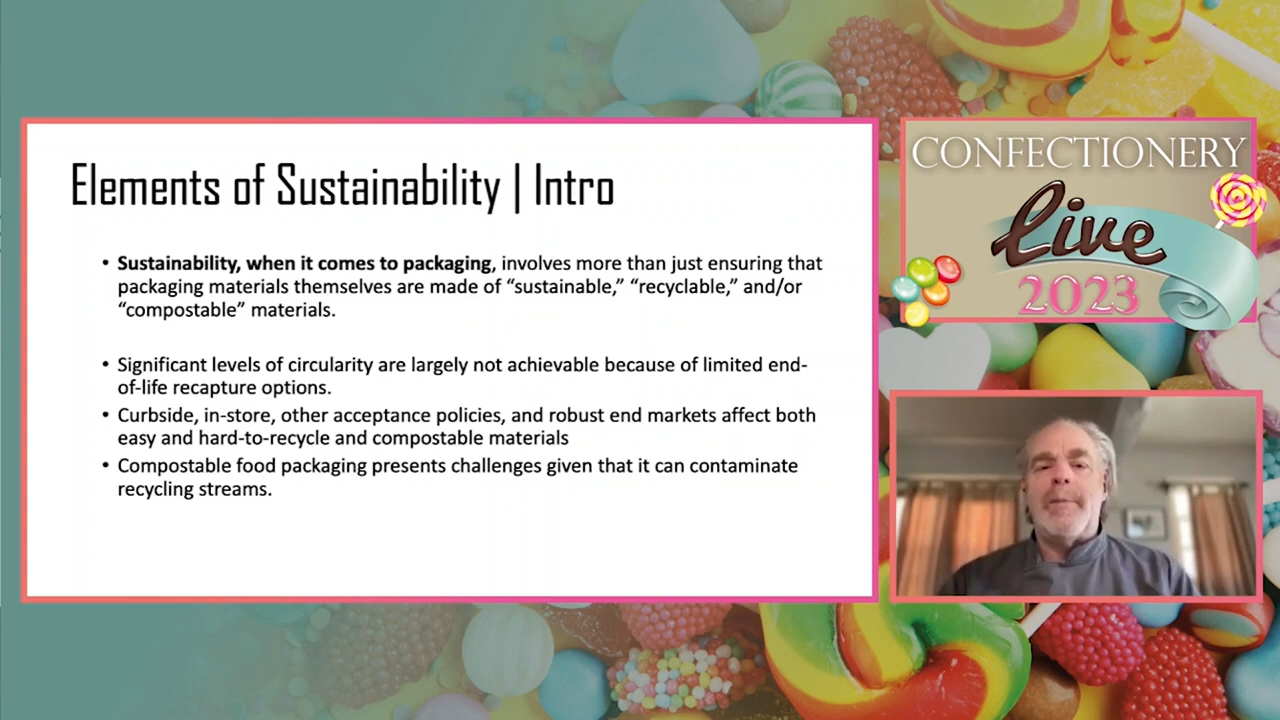 Elements of Sustainability | Intro
• Sustainability, when it comes to packaging, involves more than just ensuring that
packaging materials themselves are made of “sustainable,” “recyclable,” and/or
“compostable” materials.
• Significant levels of circularity are largely not achievable because of limited end-
of-life recapture options.
• Curbside, in-store, other acceptance policies, and robust end markets affect both
easy and hard-to-recycle and compostable materials
• Compostable food packaging presents challenges given that it can contaminate
recycling streams.
CONFECTIONERY
Live
2023